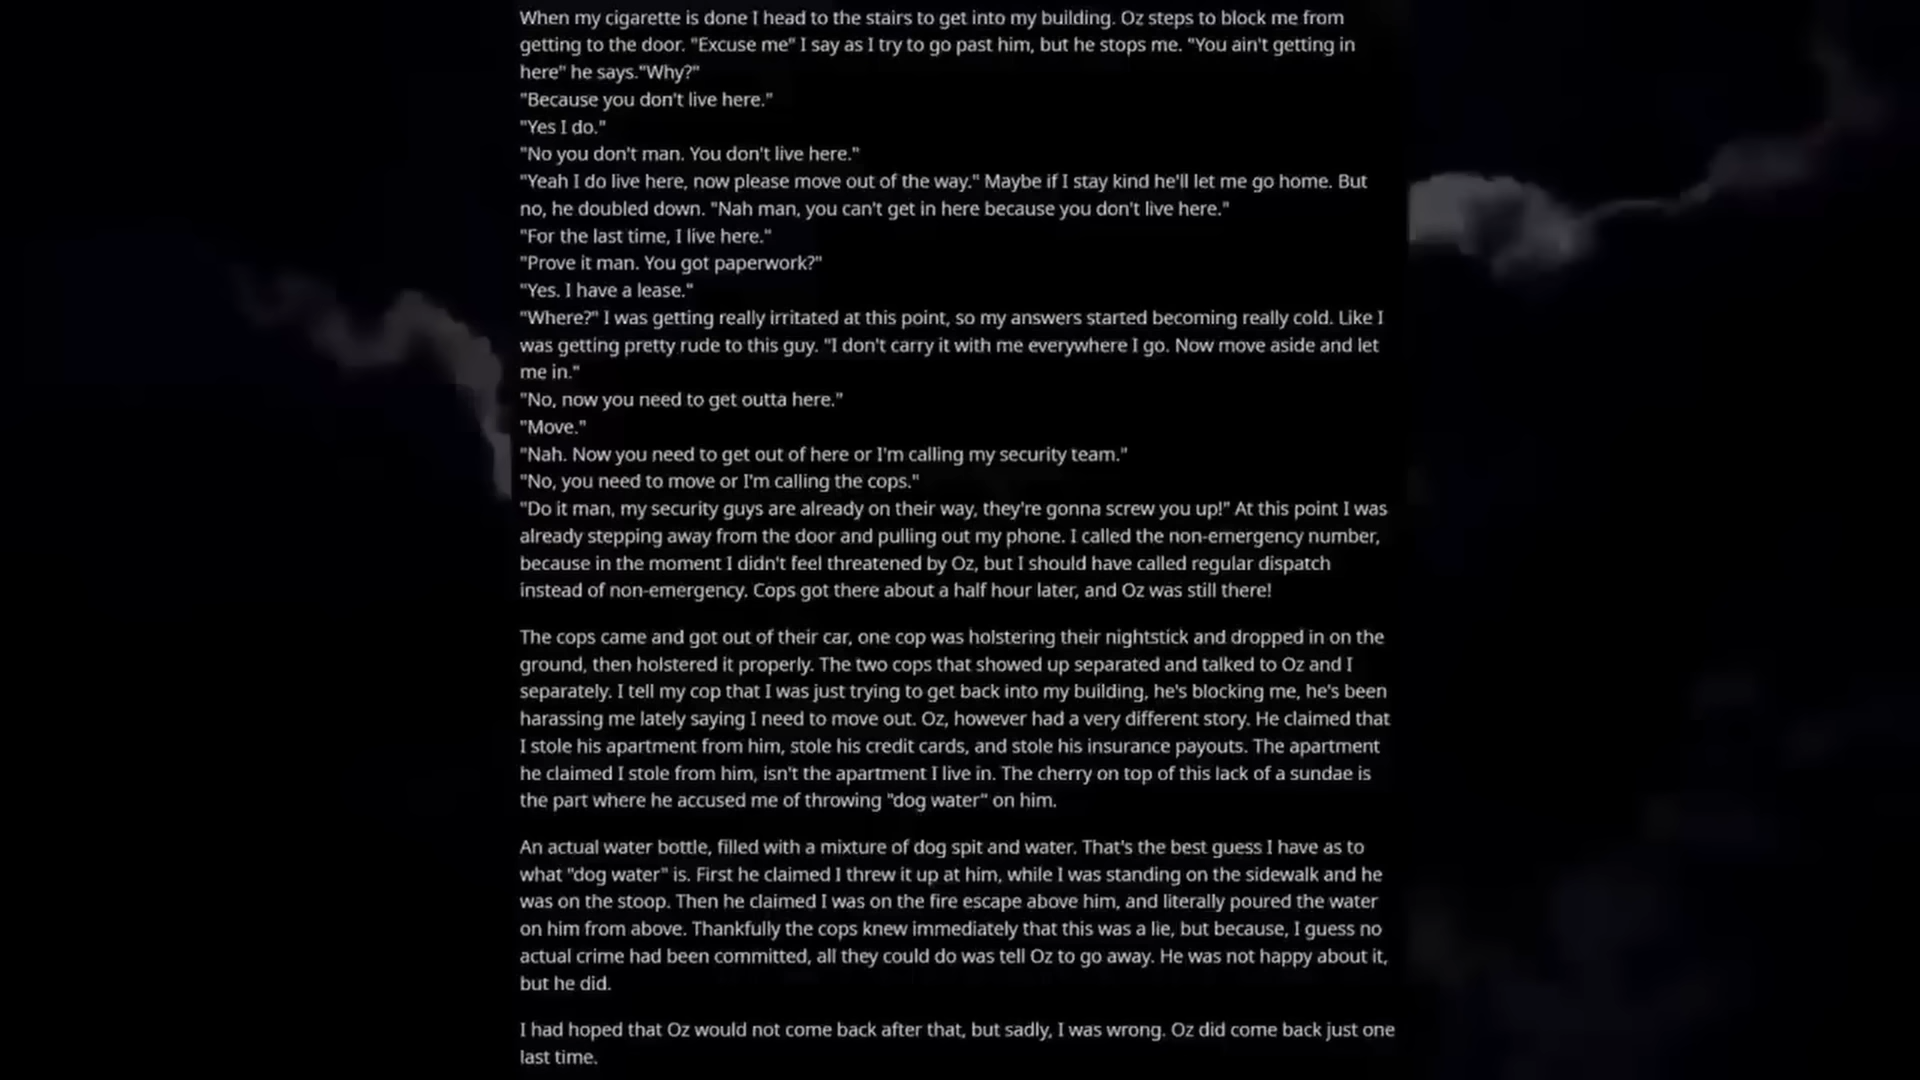 When my cigarette is done I head to the stairs to get into my building. Oz steps to block me from
getting to the door. "Excuse me" I say as I try to go past him, but he stops me. "You ain't getting in
here" he says."Why?"
"Because you don't live here."
"Yes I do."
"No you don't man. You don't live here."
"Yeah I do live here, now please move out of the way." Maybe if I stay kind he'll let me go home. But
no, he doubled down. "Nah man, you can't get in here because you don't live here."
"For the last time, I live here."
"Prove it man. You got paperwork?"
"Yes. I have a lease."
"Where?" I was getting really irritated at this point, so my answers started becoming really cold. Like I
was getting pretty rude to this guy. "I don't carry it with me everywhere I go. Now move aside and let
me in."
"No, now you need to get outta here."
"Move."
"Nah. Now you need to get out of here or I'm calling my security team."
"No, you need to move or I'm calling the cops."
"Do it man, my security guys are already on their way, they're gonna screw you up!" At this point I was
already stepping away from the door and pulling out my phone. I called the non-emergency number,
because in the moment I didn't feel threatened by Oz, but I should have called regular dispatch
instead of non-emergency. Cops got there about a half hour later, and Oz was still there!
The cops came and got out of their car, one cop was holstering their nightstick and dropped in on the
ground, then holstered it properly. The two cops that showed up separated and talked to Oz and I
separately. I tell my cop that I was just trying to get back into my building, he's blocking me, he's been
harassing me lately saying I need to move out. Oz, however had a very different story. He claimed that
I stole his apartment from him, stole his credit cards, and stole his insurance payouts. The apartment
he claimed I stole from him, isn't the apartment I live in. The cherry on top of this lack of a sundae is
the part where he accused me of throwing "dog water" on him.
An actual water bottle, filled with a mixture of dog spit and water. That's the best guess I have as to
what "dog water" is. First he claimed I threw it up at him, while I was standing on the sidewalk and he
was on the stoop. Then he claimed I was on the fire escape above him, and literally poured the water
on him from above. Thankfully the cops knew immediately that this was a lie, but because, I guess no
actual crime had been committed, all they could do was tell Oz to go away. He was not happy about it,
but he did.
I had hoped that Oz would not come back after that, but sadly, I was wrong. Oz did come back just one
last time.